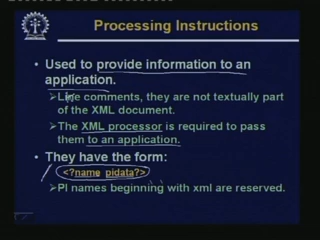 Processing Instructions
• Used to provide information to an
application.
➢Like comments, they are not textually part
of the XML document.
➢The XML processor is required to pass
them to an application.
• They have the form:
<?name pidata?>
➢PI names beginning with xml are reserved.